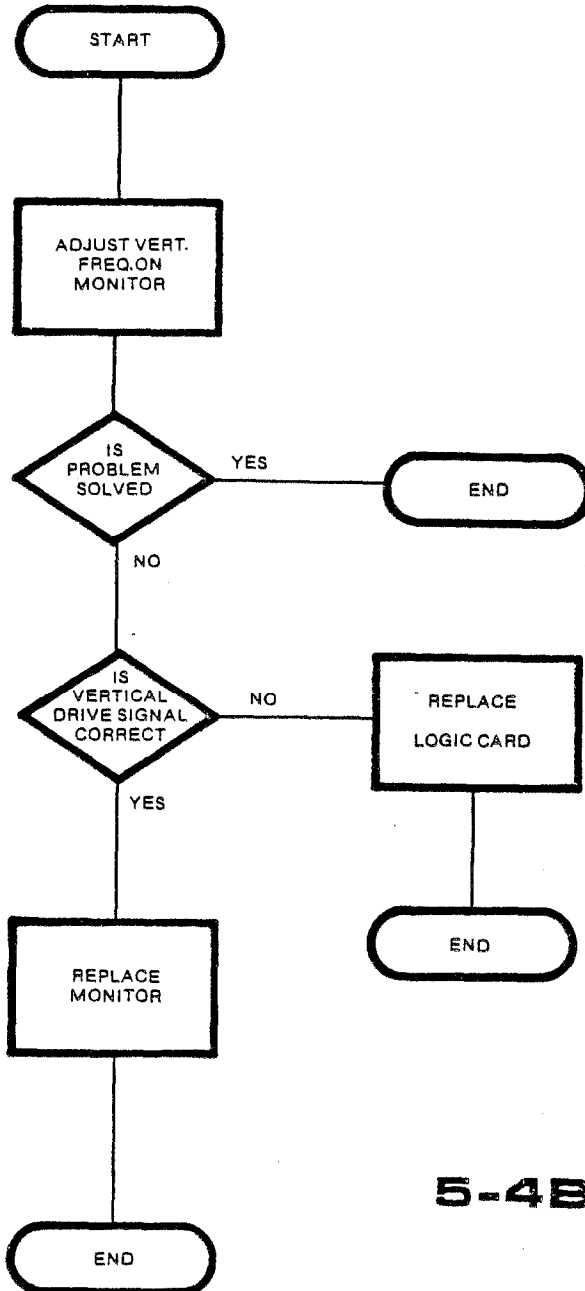 START
ADJUST VERT.
FREQ.ON
MONITOR
IS
PROBLEM
SOLVED
YES
END
NO
IS
VERTICAL
DRIVE SIGNAL
CORRECT
NO
REPLACE
LOGIC CARD
YES
END
REPLACE
MONITOR
5-4B
END